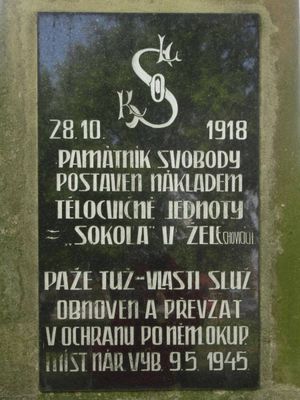 SOKOL
28.10. 1918
PAMÁTNÍK SVOBODY
POSTAVEN NÁKLADEM
TĚLOCVIČNÉ JEDNOTY
= „SOKOLA" V ŽELECHOVICÍCH
PAŽE TUŽ-VLASTI SLUŽ
OBNOVEN A PŘEVZAT
V OCHRANU PO NĚM. OKUP.
MÍST NÁR VÝB. 9.5.1945.